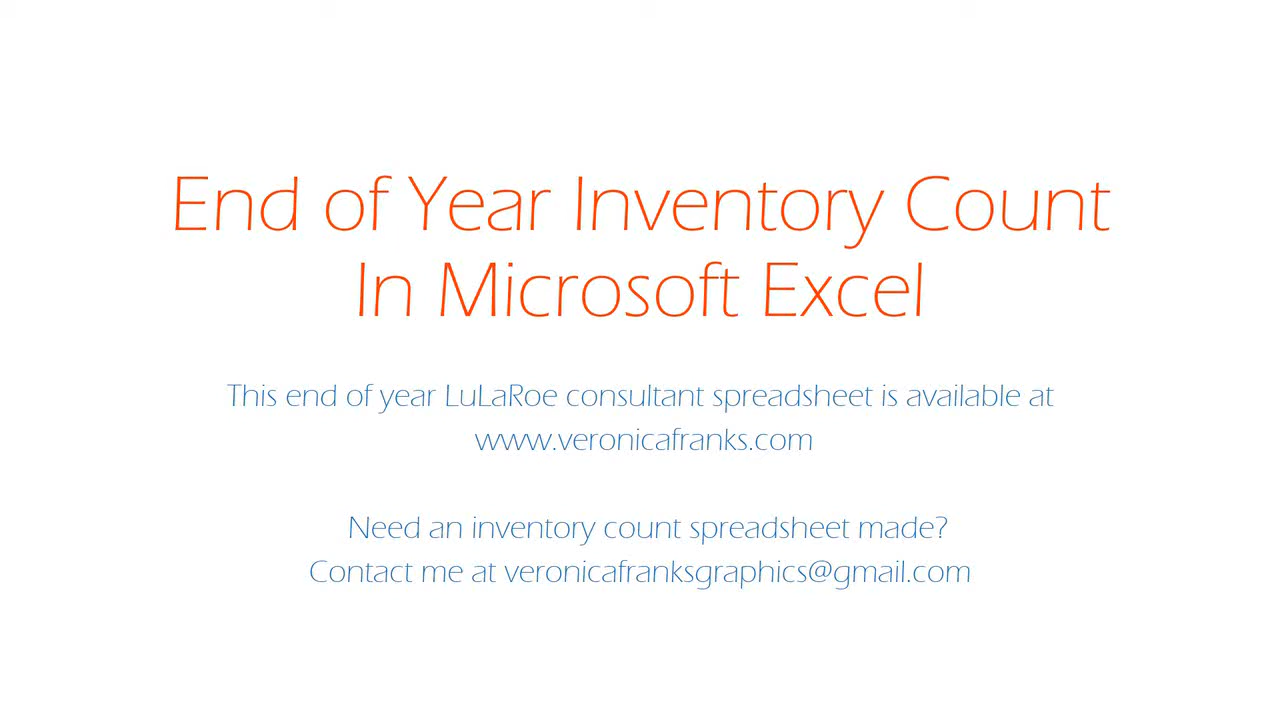 End of Year Inventory Count
In Microsoft Excel
This end of year LuLaRoe consultant spreadsheet is available at
www.veronicafranks.com
Need an inventory count spreadsheet made?
Contact me at veronicafranksgraphics@gmail.com